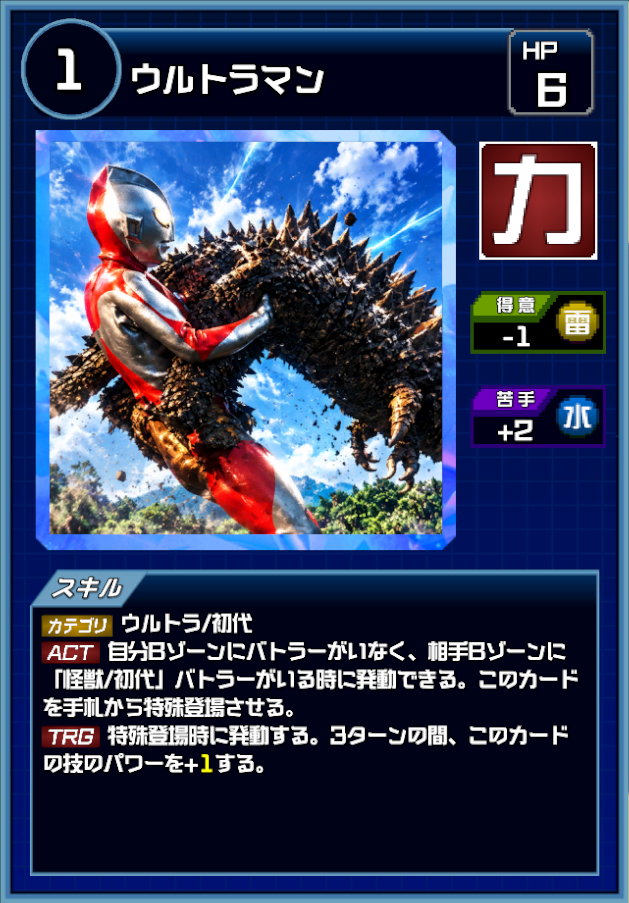 1
ウルトラマン
HP
6
力
得意
-1
雷
苦手
+2
水
スキル
カテゴリ ウルトラ/初代
ACT 自分Bゾーンにバトラーがいなく、相手Bゾーンに
「怪獣/初代」バトラーがいる時に発動できる。このカード
を手札から特殊登場させる。
TRG 特殊登場時に発動する。3ターンの間、このカード
の技のパワーを+1する。